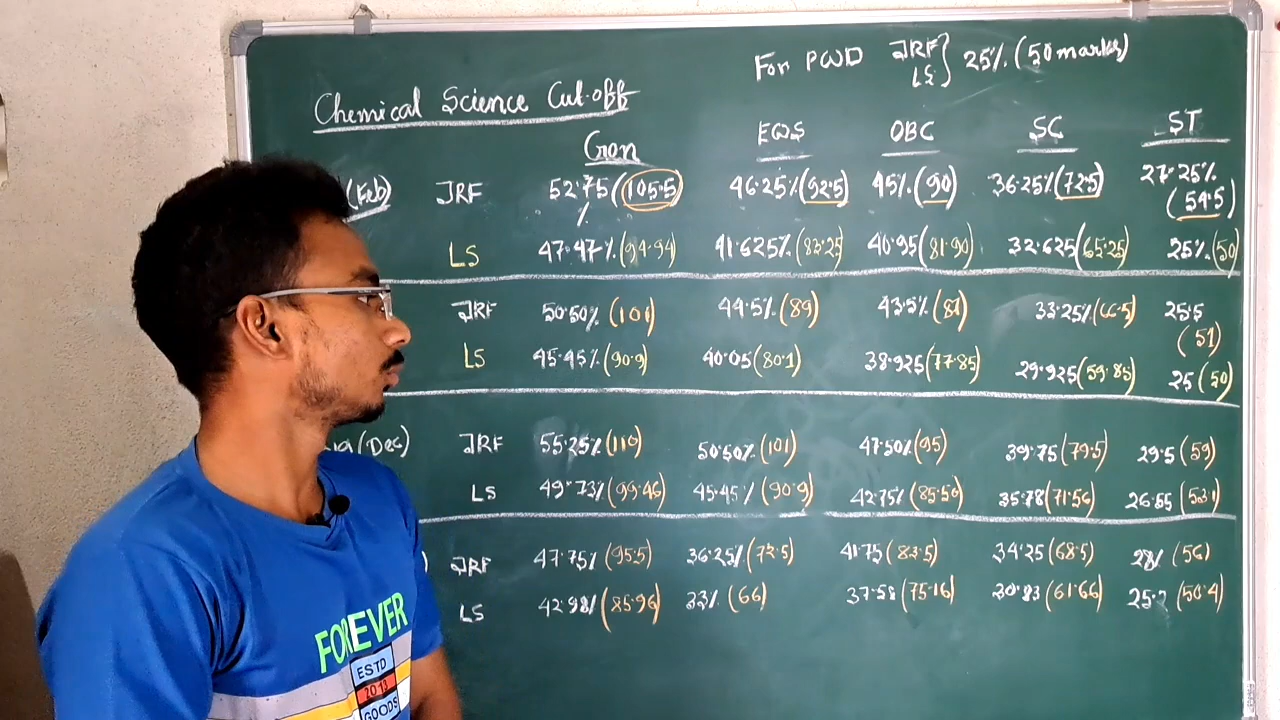 For PWD JRF } 25% (50 marks)
LS
Chemical Science Cut-off
Gen EWS OBC SC ST
(Feb) JRF 52.75% (105.5) 46.25% (92.5) 45% (90) 36.25% (72.5) 27.25% (54.5)
LS 47.47% (94.94) 41.625% (83.25) 40.95 (81.90) 32.625 (65.25) 25% (50)
JRF 50.50% (101) 44.5% (89) 43.5% (87) 33.25% (66.5) 25.5 (51)
LS 45.45% (90.9) 40.05 (80.1) 38.925 (77.85) 29.925 (59.85) 25 (50)
(Dec) JRF 55.25% (110) 50.50% (101) 47.50% (95) 39.75 (79.5) 29.5 (59)
LS 49.73% (99.46) 45.45% (90.9) 42.75% (85.50) 35.78 (71.56) 26.55 (53.1)
JRF 47.75% (95.5) 36.25% (72.5) 41.75 (83.5) 34.25 (68.5) 28% (56)
LS 42.98% (85.96) 33% (66) 37.58 (75.16) 30.83 (61.66) (50.4)
FOREVER
ESTD
2013
GOODS